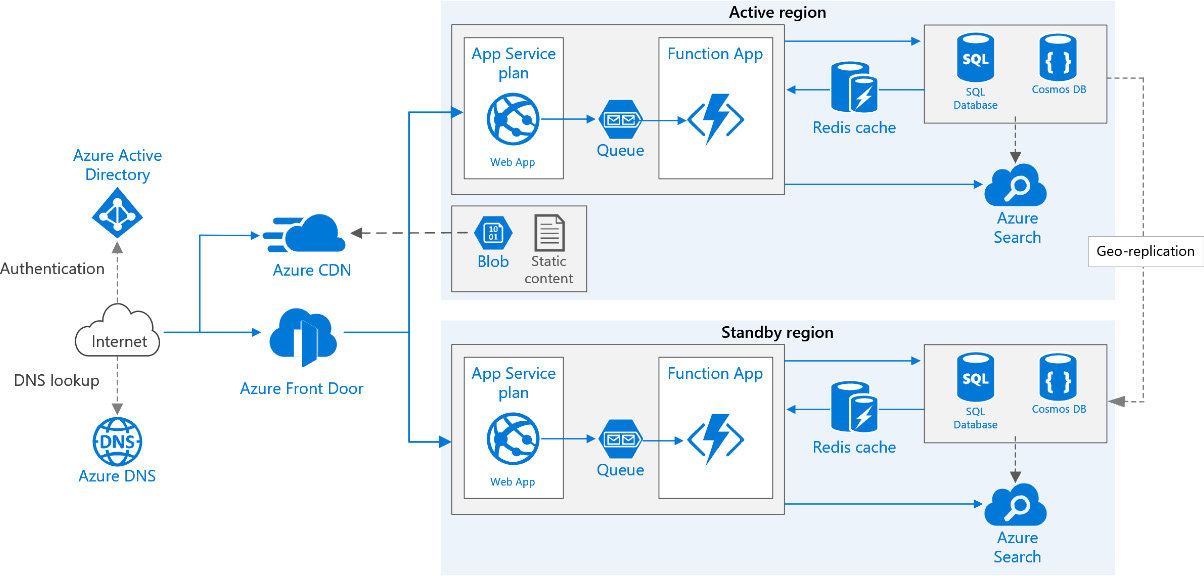 Active region
App Service
plan
Web App
Queue
Function App
Redis cache
SQL
SQL
Database
Cosmos DB
Azure
Search
10
01
Blob
Static
content
Geo-replication
Azure Active
Directory
Authentication
Internet
DNS lookup
DNS
Azure DNS
Azure CDN
Azure Front Door
Standby region
App Service
plan
Web App
Queue
Function App
Redis cache
SQL
SQL
Database
Cosmos DB
Azure
Search